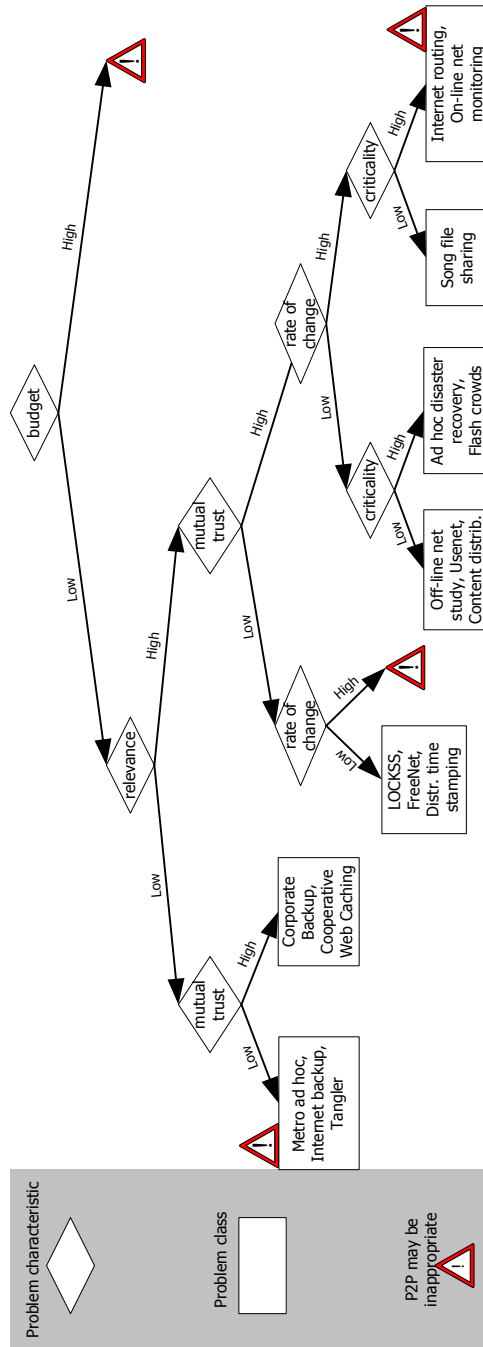 Problem characteristic
Problem class
P2P may be
inappropriate
!
budget
Low
High
!
relevance
Low
High
mutual
trust
Low
High
mutual
trust
Low
High
!
Metro ad hoc,
Internet backup,
Tangler
Corporate
Backup,
Cooperative
Web Caching
rate of
change
Low
High
rate of
change
Low
High
LOCKSS,
FreeNet,
Distr. time
stamping
!
criticality
Low
High
criticality
Low
High
Off-line net
study, Usenet,
Content distrib.
Ad hoc disaster
recovery,
Flash crowds
Song file
sharing
!
Internet routing,
On-line net
monitoring